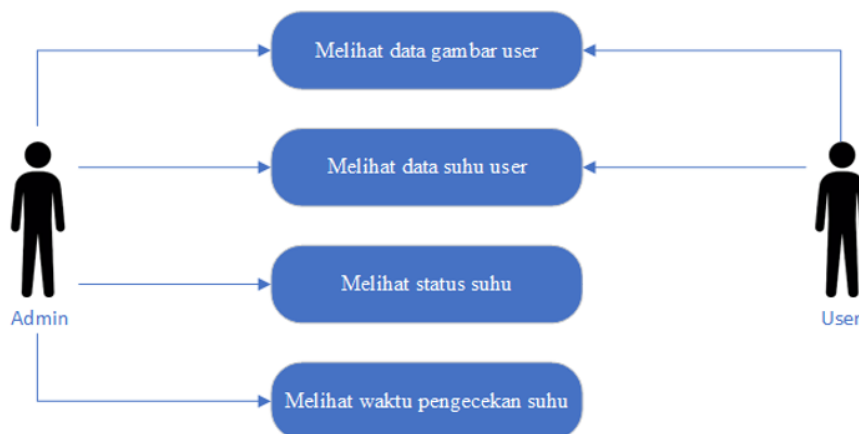 Melihat data gambar user
Melihat data suhu user
Melihat status suhu
Admin
User
Melihat waktu pengecekan suhu